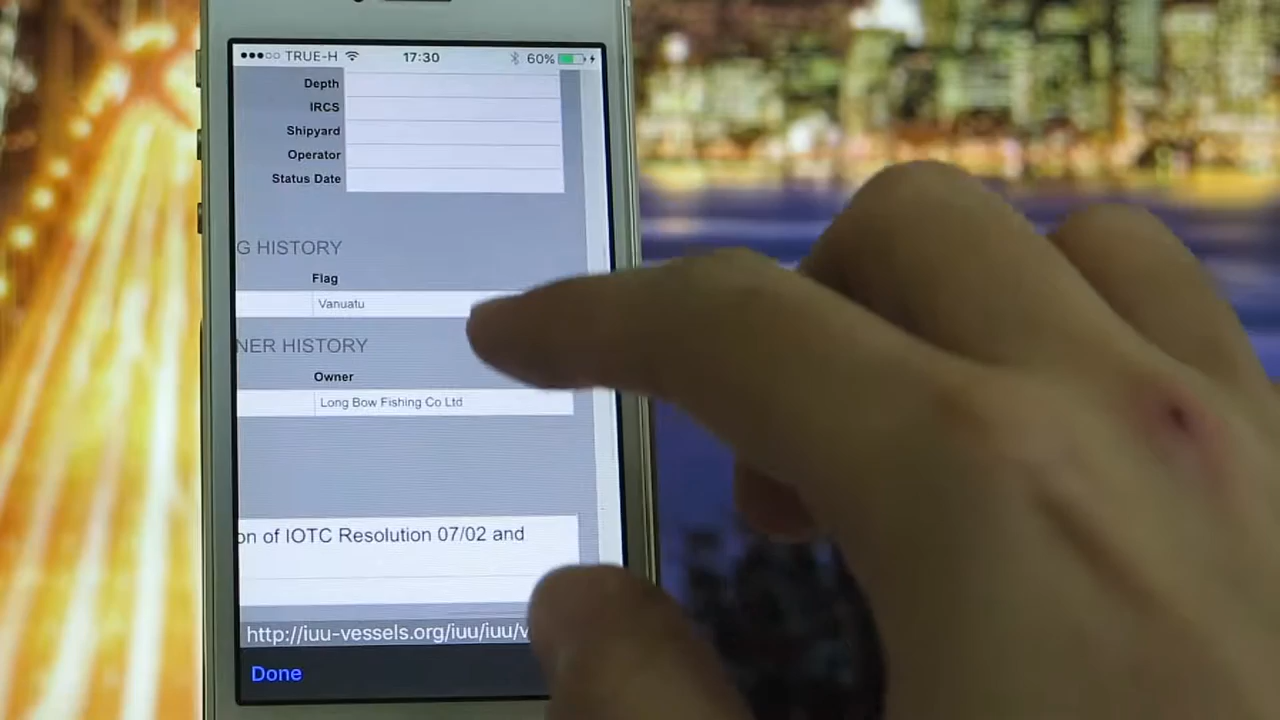 TRUE-H 17:30 60%
Depth
IRCS
Shipyard
Operator
Status Date
G HISTORY
Flag
Vanuatu
NER HISTORY
Owner
Long Bow Fishing Co Ltd
on of IOTC Resolution 07/02 and
http://iuu-vessels.org/iuu/iuu/v
Done